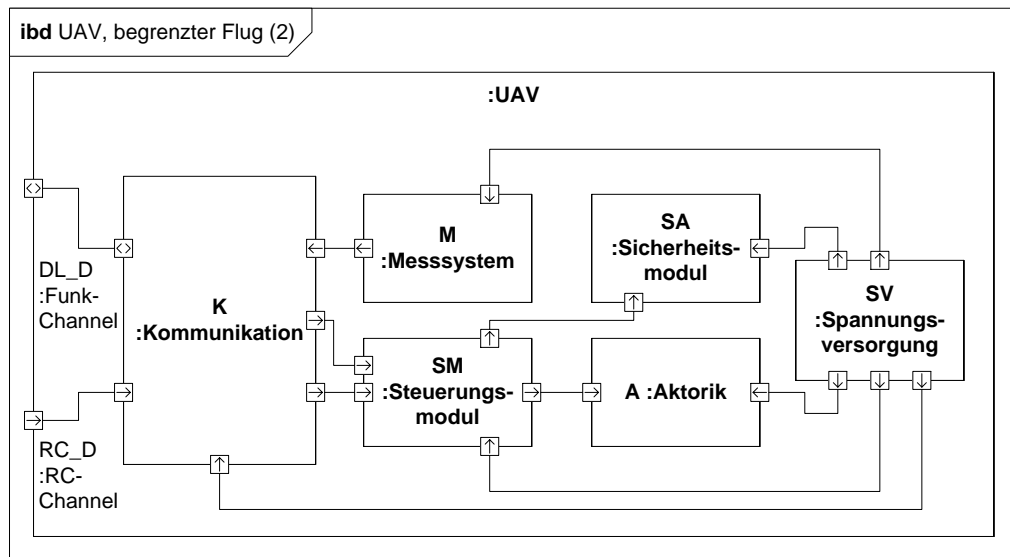 ibd UAV, begrenzter Flug (2)
:UAV
DL_D
:Funk-
Channel
RC_D
:RC-
Channel
K
:Kommunikation
M
:Messsystem
SM
:Steuerungs-
modul
SA
:Sicherheits-
modul
A :Aktorik
SV
:Spannungs-
versorgung